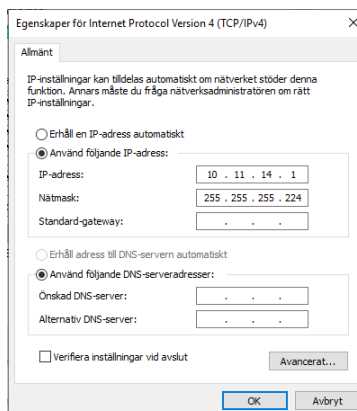 Egenskaper för Internet Protocol Version 4 (TCP/IPv4)
Allmänt
IP-inställningar kan tilldelas automatiskt om nätverket stöder denna
funktion. Annars måste du fråga nätverksadministratören om rätt
IP-inställningar.
Erhåll en IP-adress automatiskt
Använd följande IP-adress:
IP-adress: 10 . 11 . 14 . 1
Nätmask: 255 . 255 . 255 . 224
Standard-gateway: . . .
Erhåll adress till DNS-servern automatiskt
Använd följande DNS-serveradresser:
Önskad DNS-server: . . .
Alternativ DNS-server: . . .
Verifiera inställningar vid avslut
Avancerat...
OK Avbryt